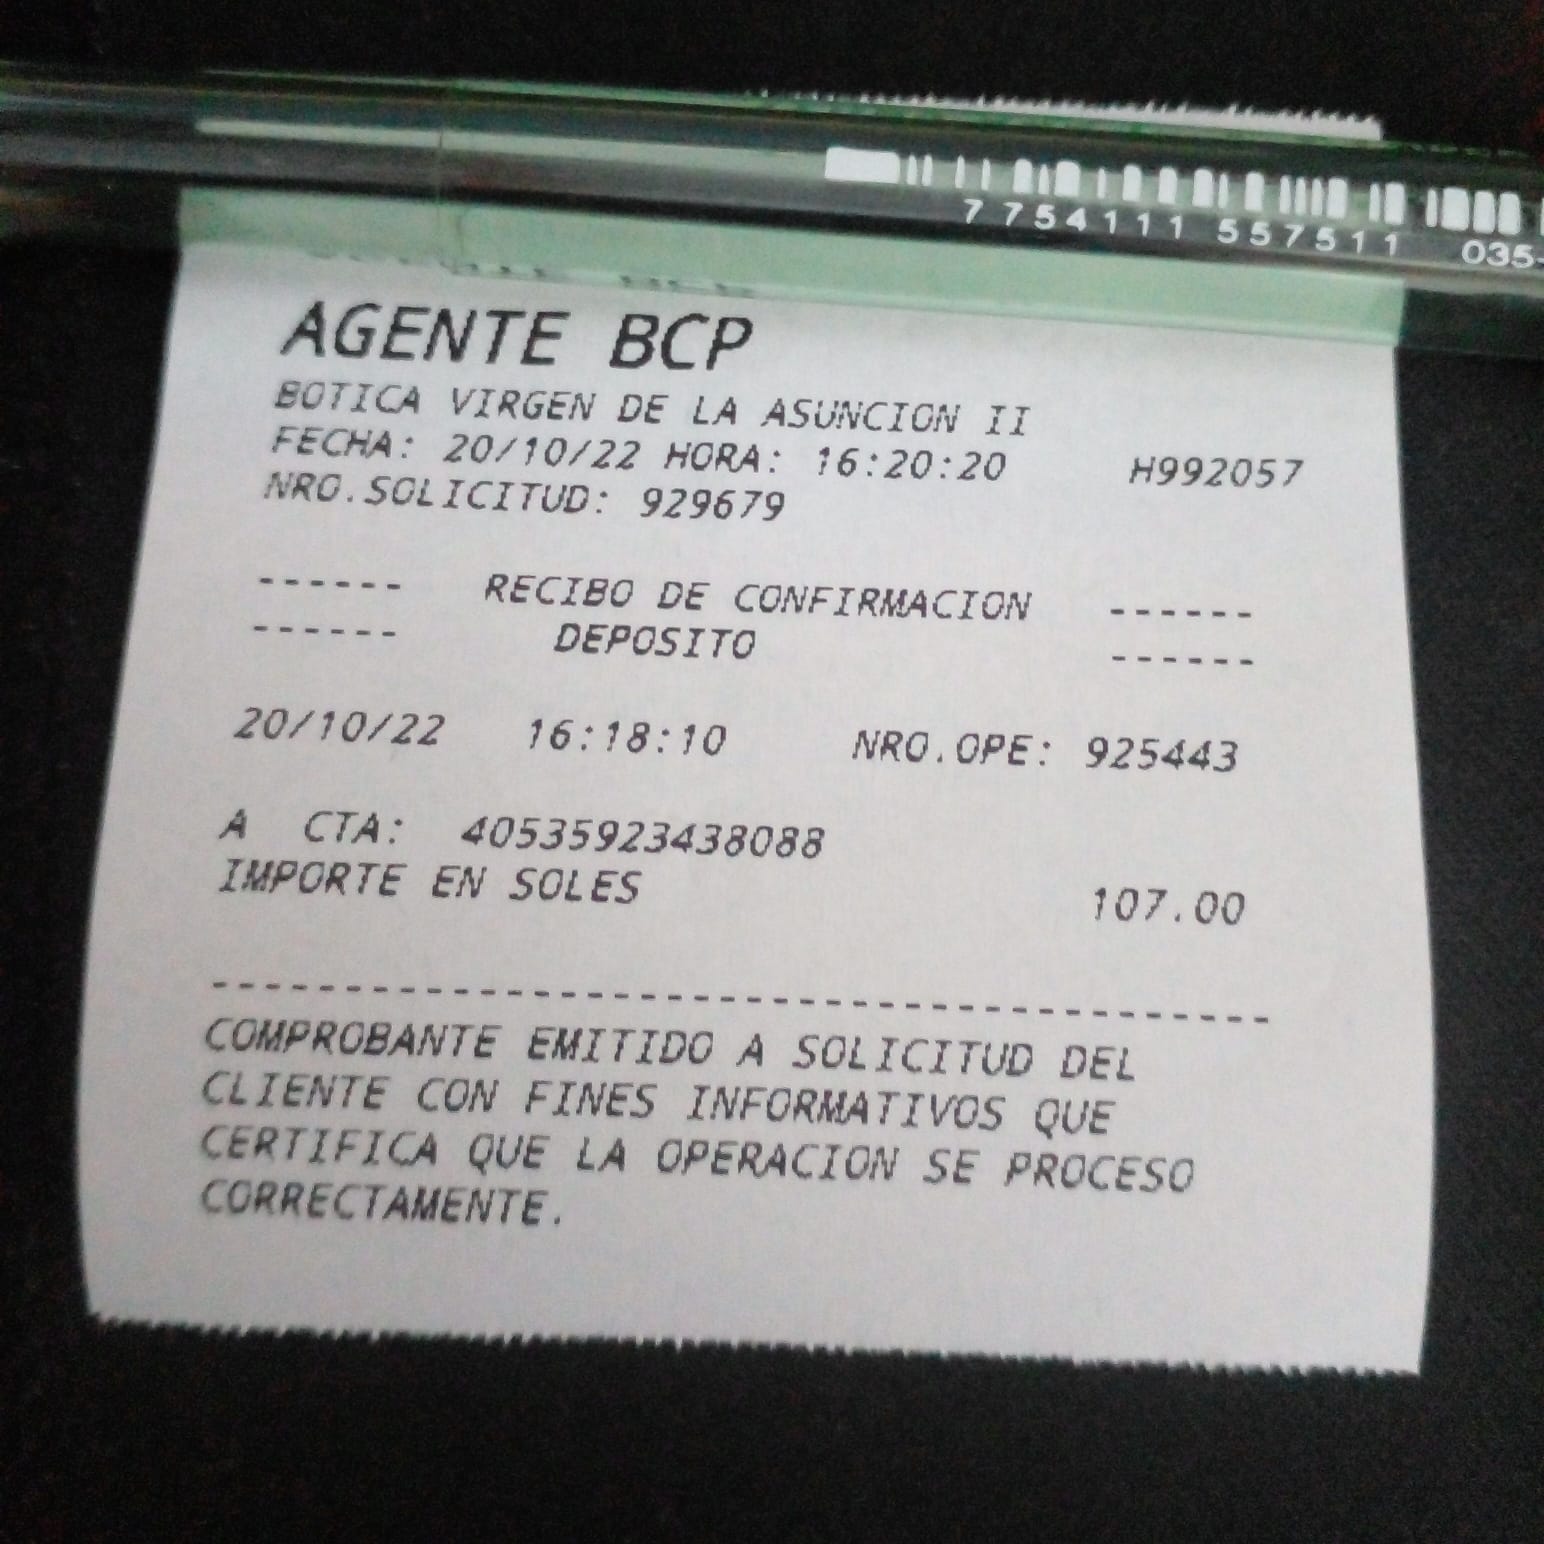 7 754111 557511 035-
AGENTE BCP
BOTICA VIRGEN DE LA ASUNCION II
FECHA: 20/10/22 HORA: 16:20:20 H992057
NRO.SOLICITUD: 929679
------ RECIBO DE CONFIRMACION ------
------ DEPOSITO ------
20/10/22 16:18:10 NRO.OPE: 925443
A CTA: 40535923438088
IMPORTE EN SOLES 107.00
----------------------------------------
COMPROBANTE EMITIDO A SOLICITUD DEL
CLIENTE CON FINES INFORMATIVOS QUE
CERTIFICA QUE LA OPERACION SE PROCESO
CORRECTAMENTE.